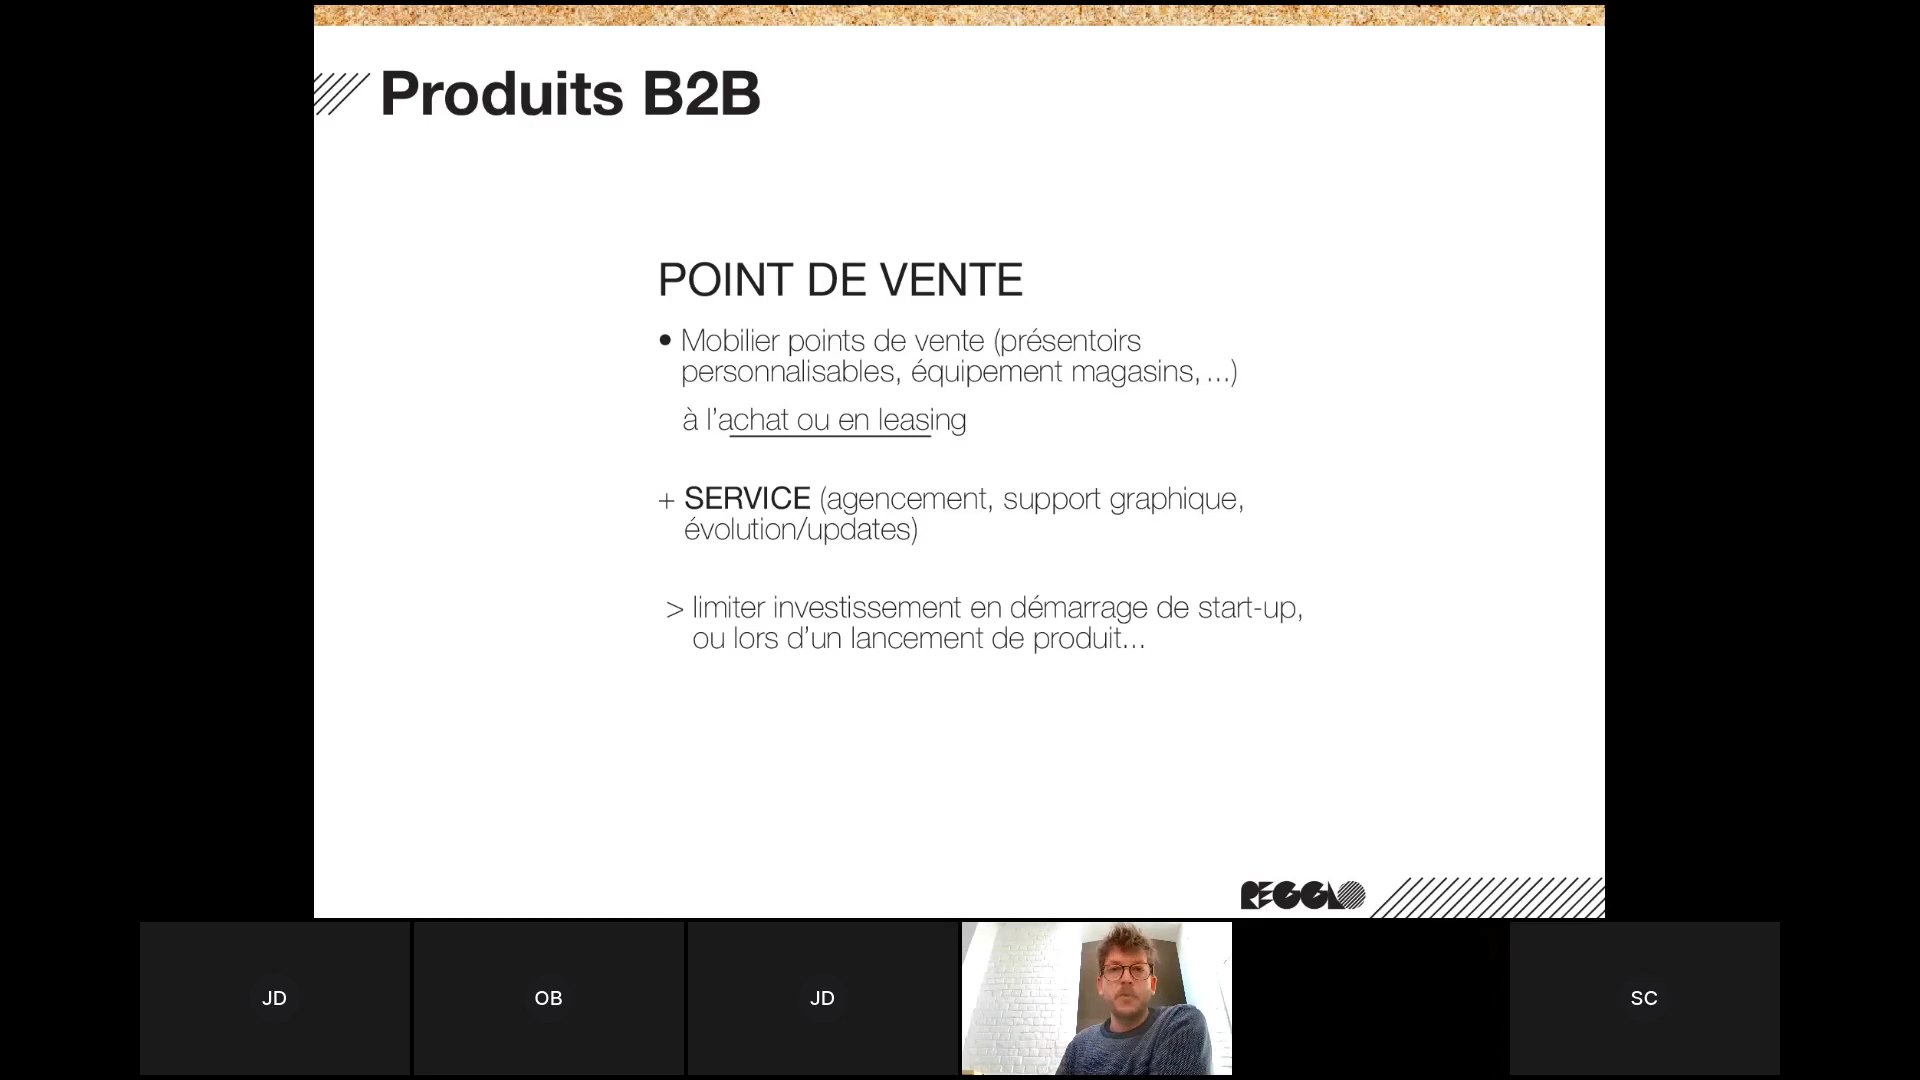 Produits B2B
POINT DE VENTE
• Mobilier points de vente (présentoirs
personnalisables, équipement magasins, ...)
à l'achat ou en leasing
+ SERVICE (agencement, support graphique,
évolution/updates)
> limiter investissement en démarrage de start-up,
ou lors d'un lancement de produit...
REGGLO
JD
OB
JD
SC